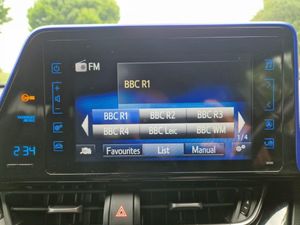 FM
BBC R1
BBC R1 BBC R2 BBC R3
BBC R4 BBC Leic BBC WM
1/4
Favourites List Manual
2:34